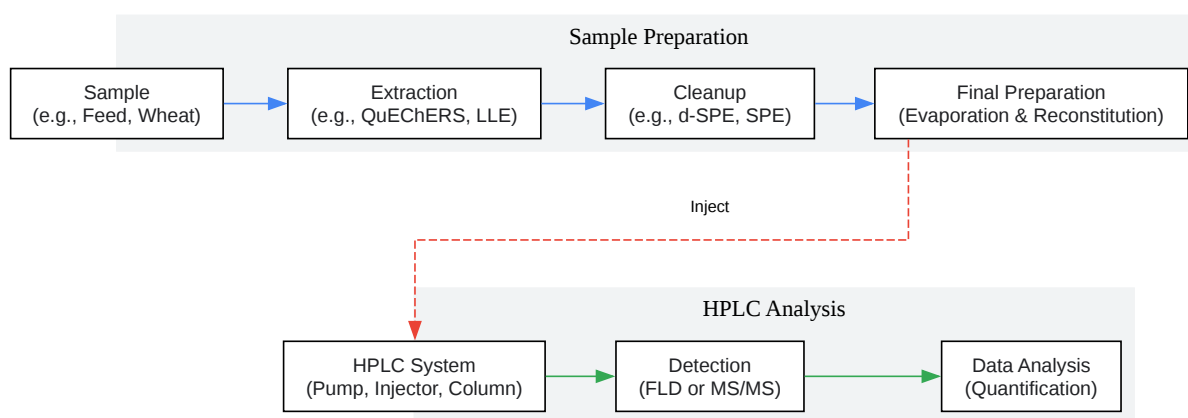 Sample Preparation
Sample
(e.g., Feed, Wheat)
Extraction
(e.g., QuEChERS, LLE)
Cleanup
(e.g., d-SPE, SPE)
Final Preparation
(Evaporation & Reconstitution)
Inject
HPLC Analysis
HPLC System
(Pump, Injector, Column)
Detection
(FLD or MS/MS)
Data Analysis
(Quantification)